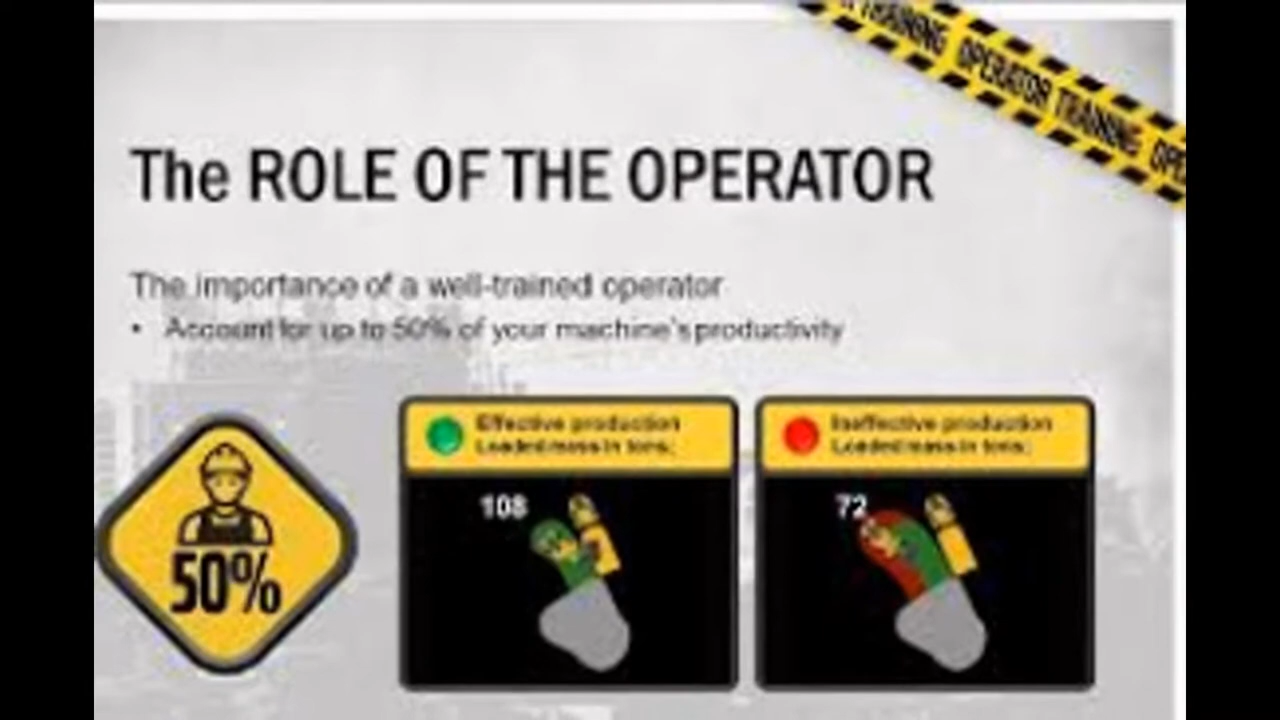 TRAINING OPERATOR TRAINING OPE
The ROLE OF THE OPERATOR
The importance of a well-trained operator
• Account for up to 50% of your machine's productivity
50%
Effective production
Loaded mass in tons:
108
Ineffective production
Loaded mass in tons:
72